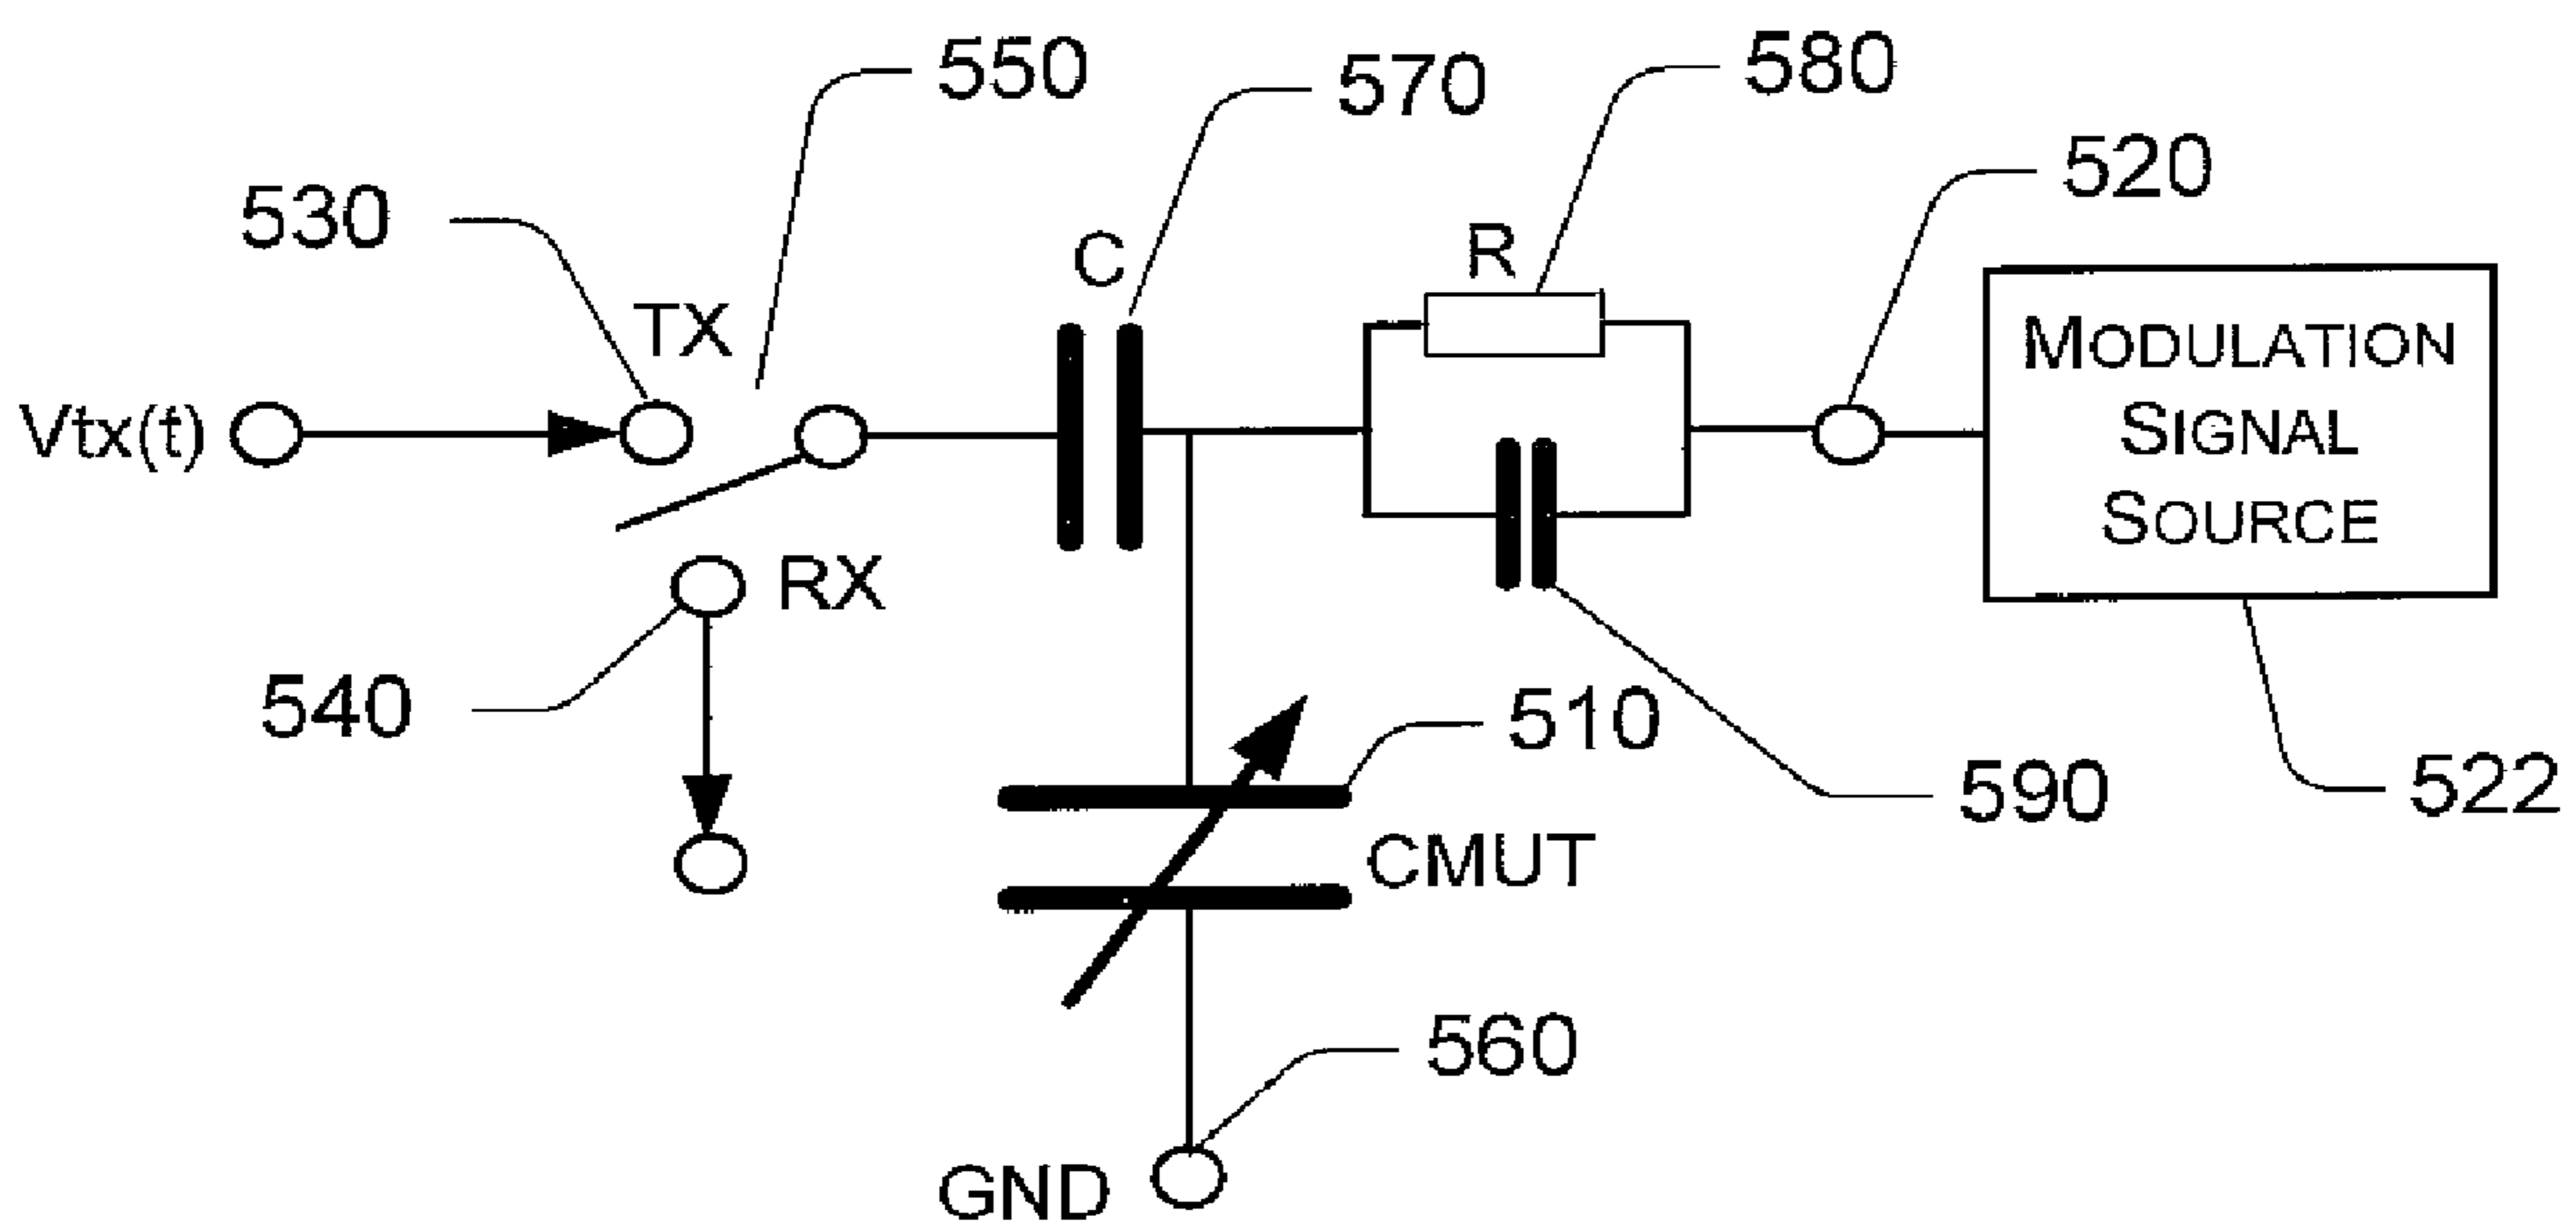 550
570
580
520
530
C
R
TX
Vtx(t)
MODULATION
SIGNAL
SOURCE
RX
540
510
590
522
CMUT
560
GND